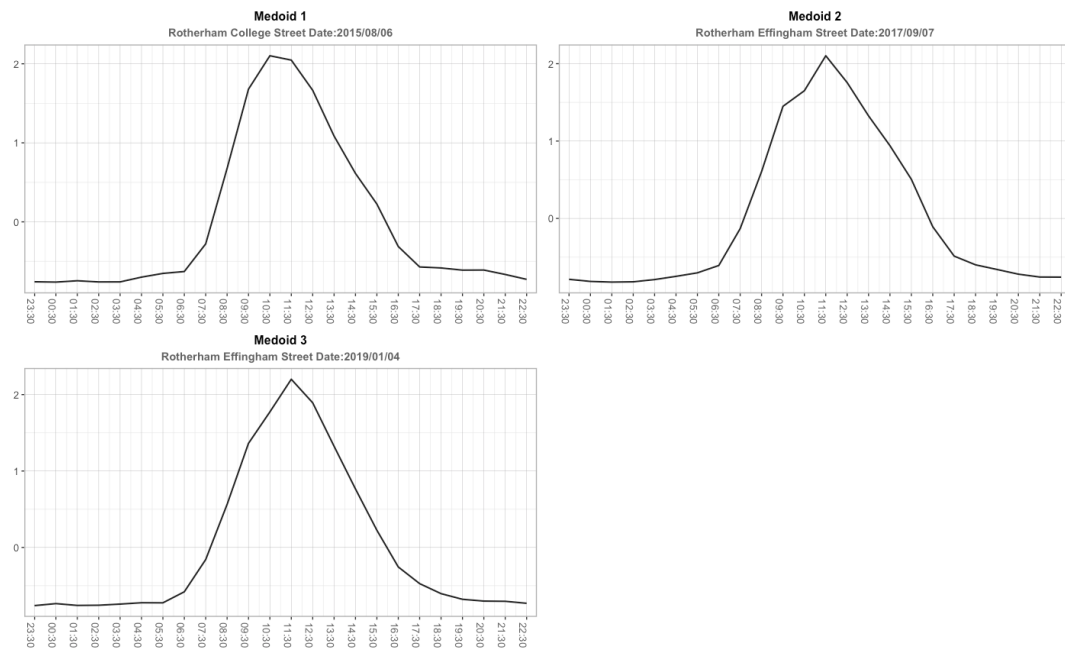 Medoid 1
Rotherham College Street Date:2015/08/06
2
1
0
23:30 00:30 01:30 02:30 03:30 04:30 05:30 06:30 07:30 08:30 09:30 10:30 11:30 12:30 13:30 14:30 15:30 16:30 17:30 18:30 19:30 20:30 21:30 22:30
Medoid 2
Rotherham Effingham Street Date:2017/09/07
2
1
0
23:30 00:30 01:30 02:30 03:30 04:30 05:30 06:30 07:30 08:30 09:30 10:30 11:30 12:30 13:30 14:30 15:30 16:30 17:30 18:30 19:30 20:30 21:30 22:30
Medoid 3
Rotherham Effingham Street Date:2019/01/04
2
1
0
23:30 00:30 01:30 02:30 03:30 04:30 05:30 06:30 07:30 08:30 09:30 10:30 11:30 12:30 13:30 14:30 15:30 16:30 17:30 18:30 19:30 20:30 21:30 22:30